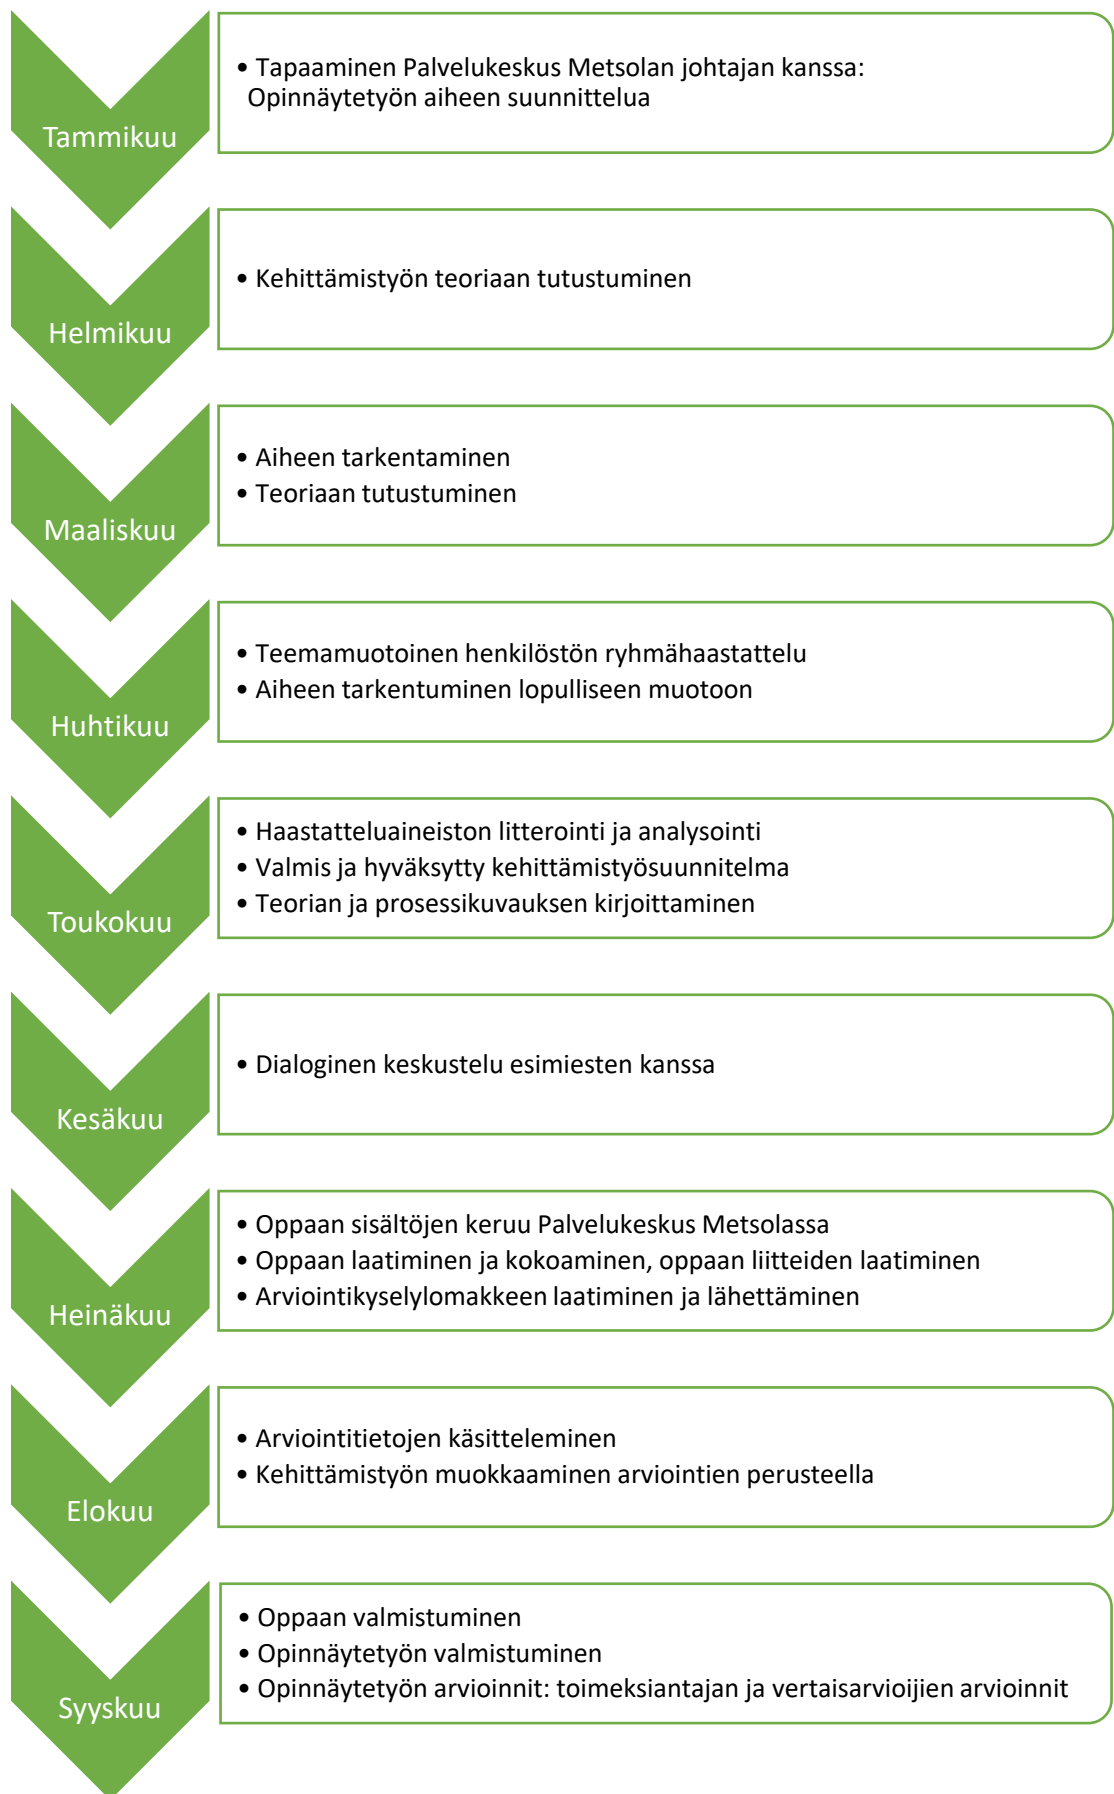 Tammikuu
• Tapaaminen Palvelukeskus Metsolan johtajan kanssa:
Opinnäytetyön aiheen suunnittelua
Helmikuu
• Kehittämistyön teoriaan tutustuminen
Maaliskuu
• Aiheen tarkentaminen
• Teoriaan tutustuminen
Huhtikuu
• Teemamuotoinen henkilöstön ryhmähaastattelu
• Aiheen tarkentuminen lopulliseen muotoon
Toukokuu
• Haastatteluaineiston litterointi ja analysointi
• Valmis ja hyväksytty kehittämistyösuunnitelma
• Teorian ja prosessikuvauksen kirjoittaminen
Kesäkuu
• Dialoginen keskustelu esimiesten kanssa
Heinäkuu
• Oppaan sisältöjen keruu Palvelukeskus Metsolassa
• Oppaan laatiminen ja kokoaminen, oppaan liitteiden laatiminen
• Arviointikyselylomakkeen laatiminen ja lähettäminen
Elokuu
• Arviointitietojen käsitteleminen
• Kehittämistyön muokkaaminen arviointien perusteella
Syyskuu
• Oppaan valmistuminen
• Opinnäytetyön valmistuminen
• Opinnäytetyön arvioinnit: toimeksiantajan ja vertaisarvioijien arvioinnit